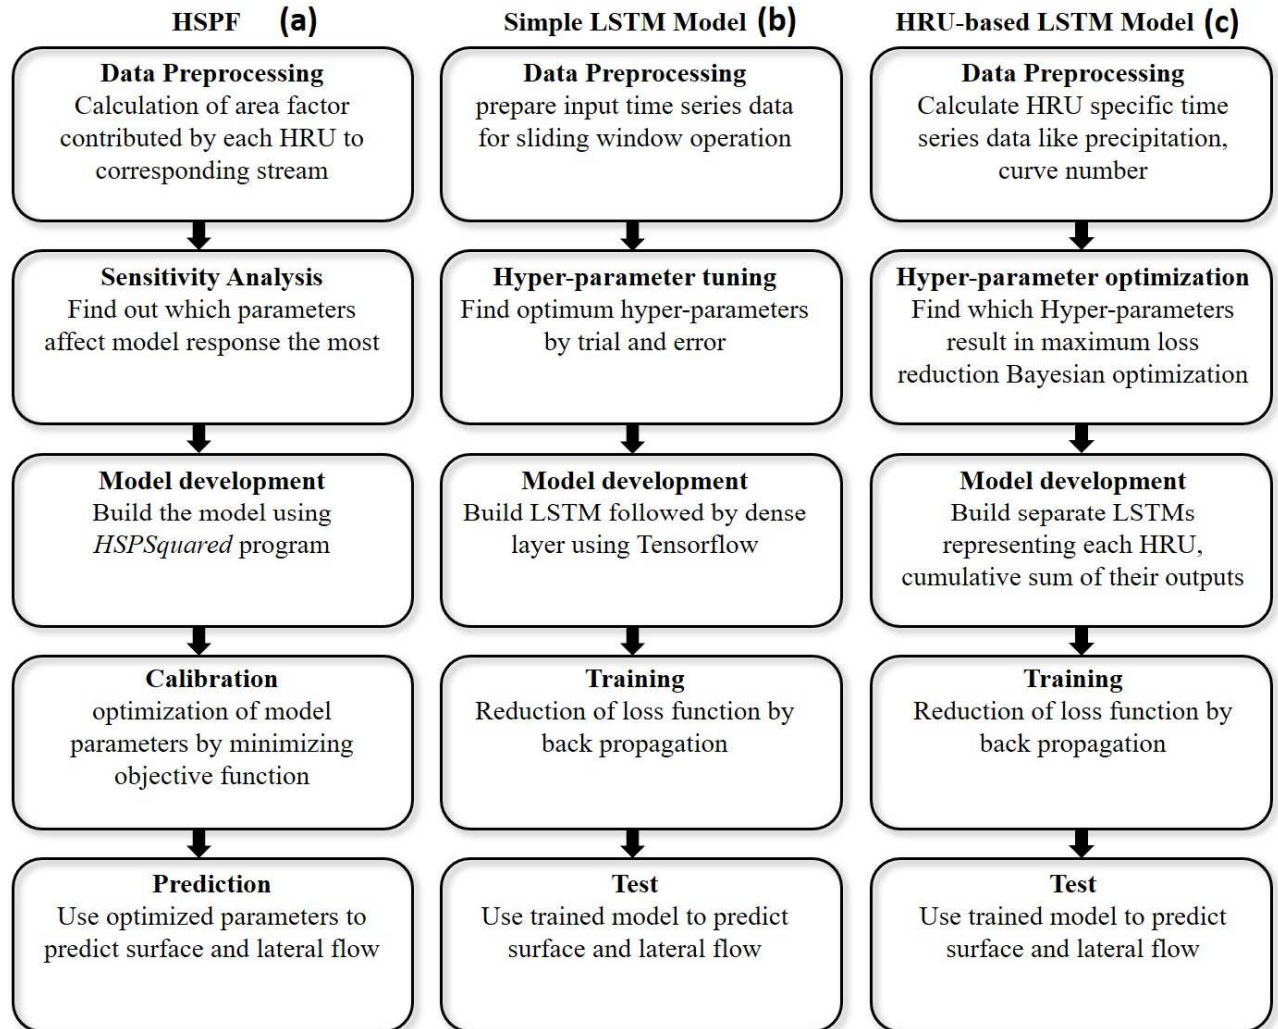 HSPF (a)
Data Preprocessing
Calculation of area factor
contributed by each HRU to
corresponding stream
Sensitivity Analysis
Find out which parameters
affect model response the most
Model development
Build the model using
HSPSquared program
Calibration
optimization of model
parameters by minimizing
objective function
Prediction
Use optimized parameters to
predict surface and lateral flow
Simple LSTM Model (b)
Data Preprocessing
prepare input time series data
for sliding window operation
Hyper-parameter tuning
Find optimum hyper-parameters
by trial and error
Model development
Build LSTM followed by dense
layer using Tensorflow
Training
Reduction of loss function by
back propagation
Test
Use trained model to predict
surface and lateral flow
HRU-based LSTM Model (c)
Data Preprocessing
Calculate HRU specific time
series data like precipitation,
curve number
Hyper-parameter optimization
Find which Hyper-parameters
result in maximum loss
reduction Bayesian optimization
Model development
Build separate LSTMs
representing each HRU,
cumulative sum of their outputs
Training
Reduction of loss function by
back propagation
Test
Use trained model to predict
surface and lateral flow